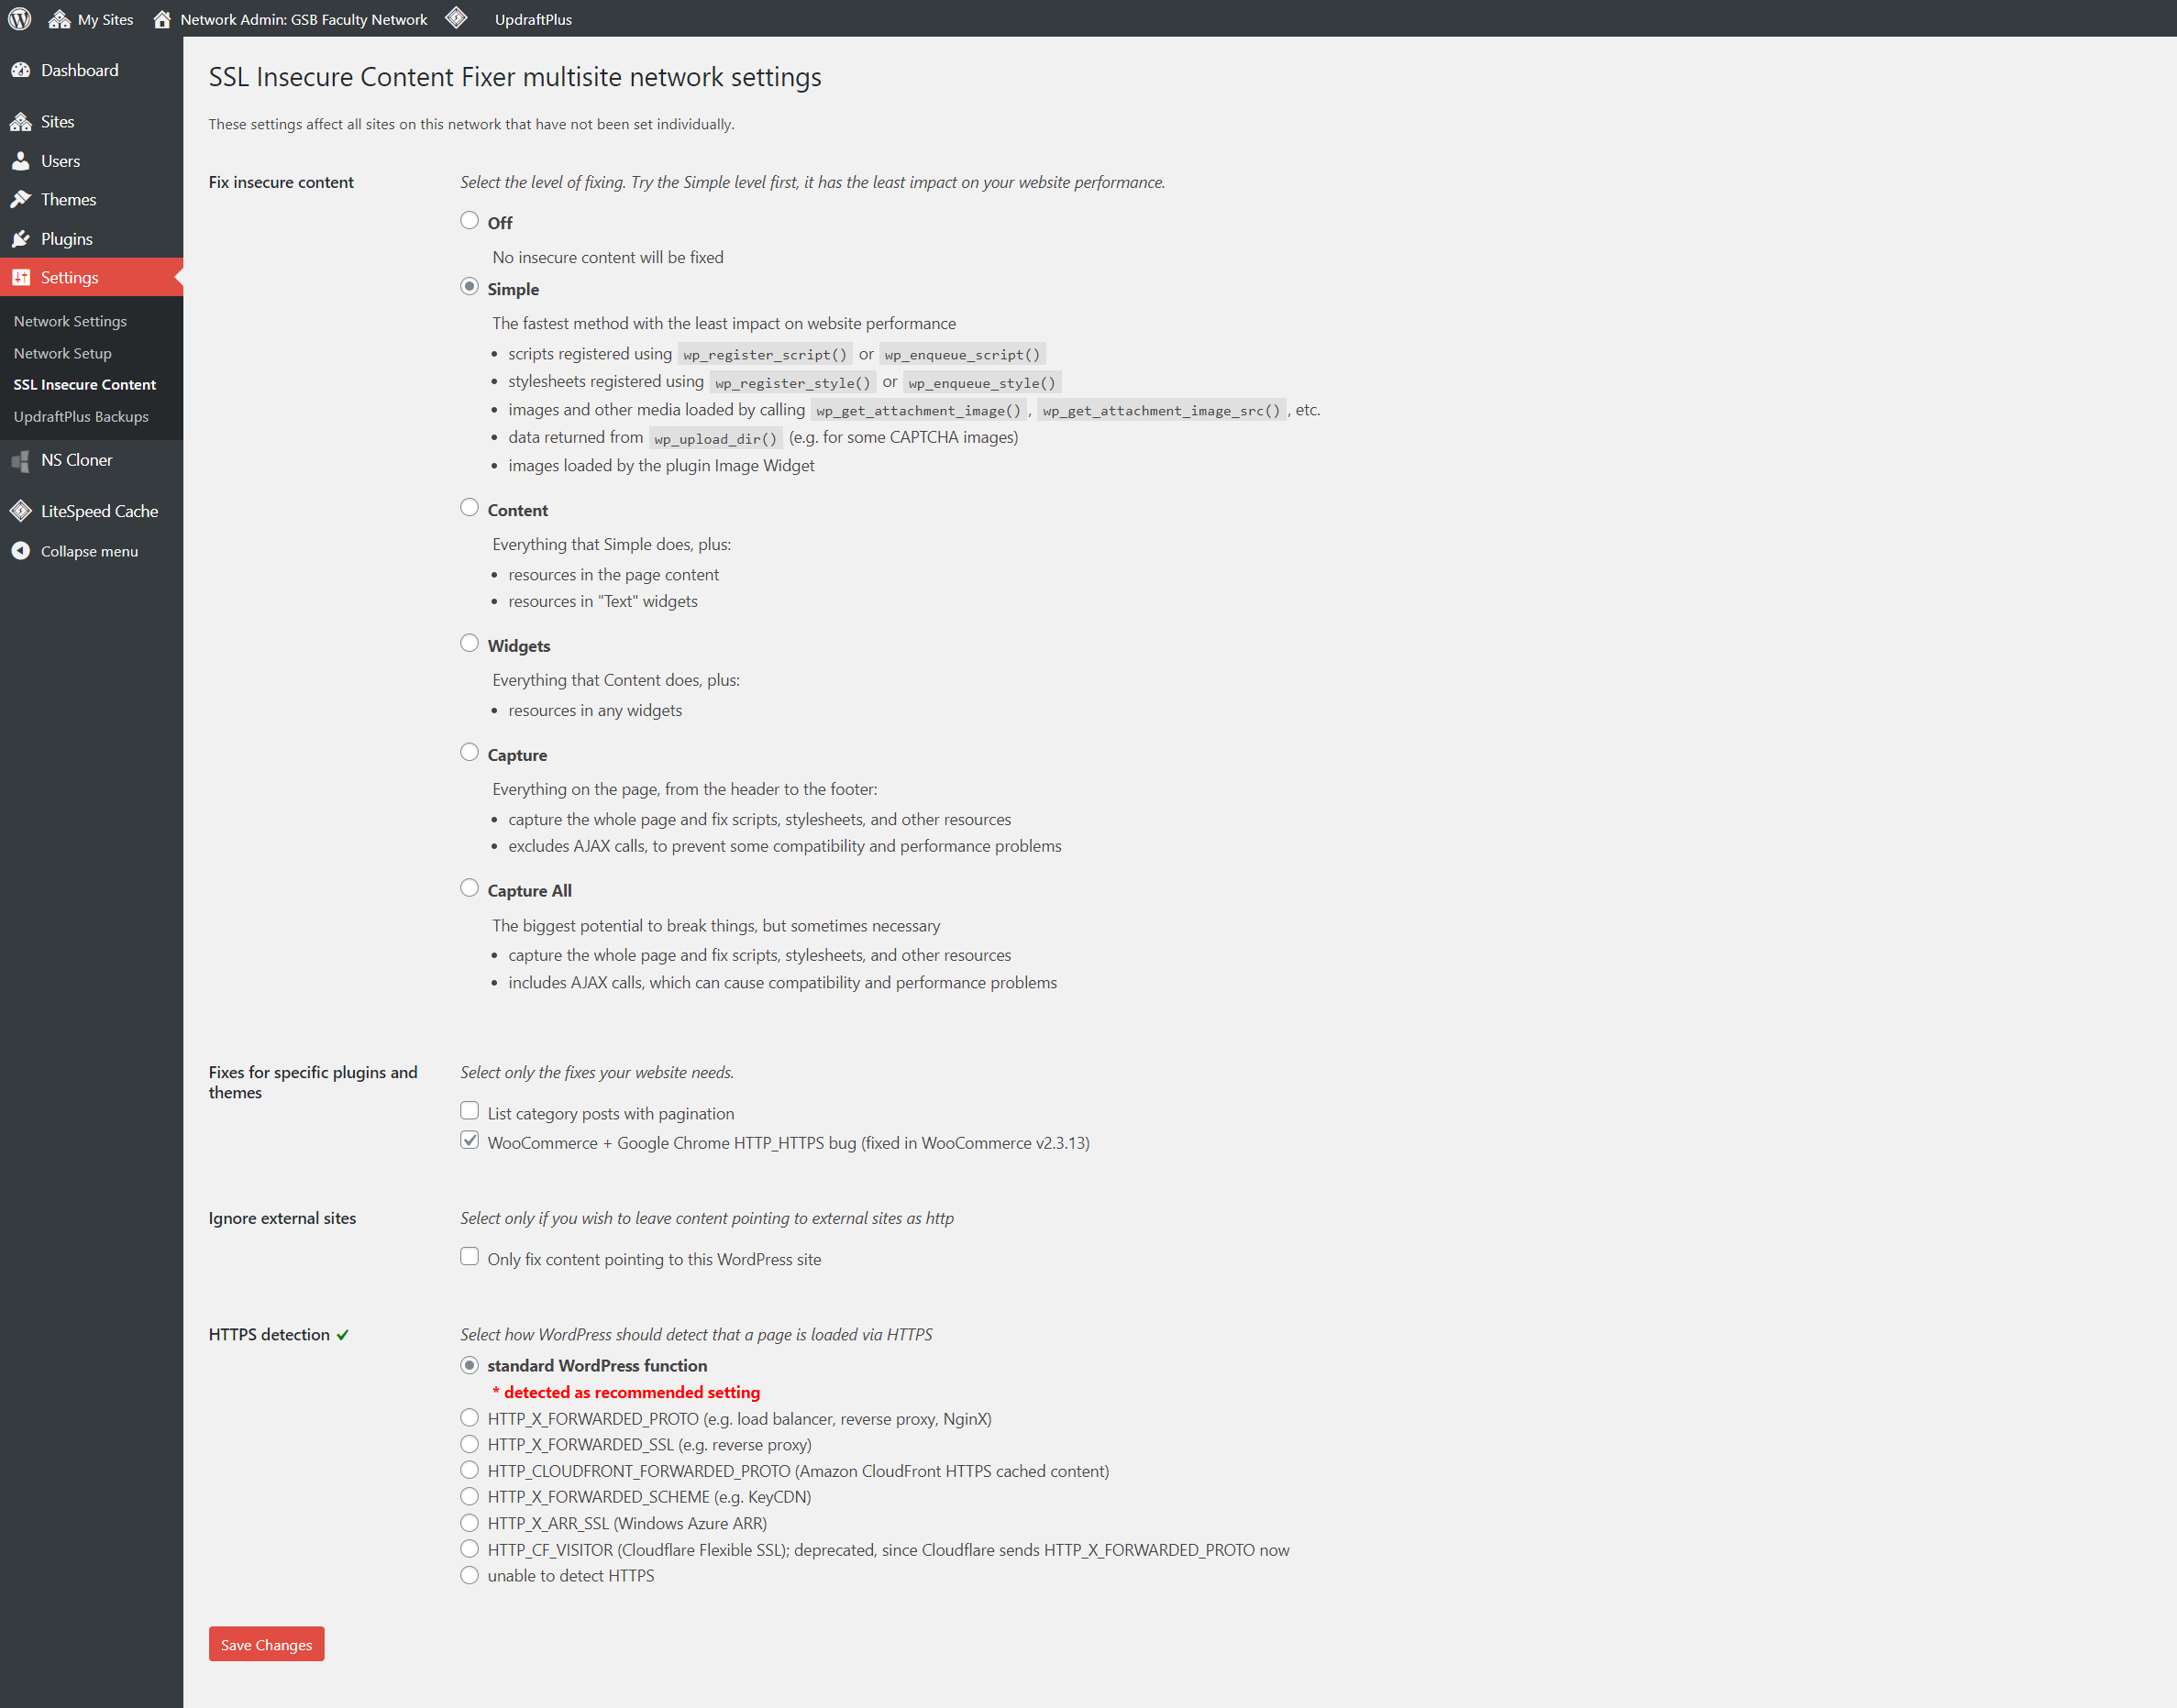 My Sites
Network Admin: GSB Faculty Network
UpdraftPlus
Dashboard
Sites
Users
Themes
Plugins
Settings
Network Settings
Network Setup
SSL Insecure Content
UpdraftPlus Backups
NS Cloner
LiteSpeed Cache
Collapse menu
SSL Insecure Content Fixer multisite network settings
These settings affect all sites on this network that have not been set individually.
Fix insecure content
Select the level of fixing. Try the Simple level first, it has the least impact on your website performance.
Off
No insecure content will be fixed
Simple
The fastest method with the least impact on website performance
• scripts registered using wp_register_script() or wp_enqueue_script()
• stylesheets registered using wp_register_style() or wp_enqueue_style()
• images and other media loaded by calling wp_get_attachment_image() , wp_get_attachment_image_src() , etc.
• data returned from wp_upload_dir() (e.g. for some CAPTCHA images)
• images loaded by the plugin Image Widget
Content
Everything that Simple does, plus:
• resources in the page content
• resources in "Text" widgets
Widgets
Everything that Content does, plus:
• resources in any widgets
Capture
Everything on the page, from the header to the footer:
• capture the whole page and fix scripts, stylesheets, and other resources
• excludes AJAX calls, to prevent some compatibility and performance problems
Capture All
The biggest potential to break things, but sometimes necessary
• capture the whole page and fix scripts, stylesheets, and other resources
• includes AJAX calls, which can cause compatibility and performance problems
Fixes for specific plugins and
themes
Select only the fixes your website needs.
List category posts with pagination
WooCommerce + Google Chrome HTTP_HTTPS bug (fixed in WooCommerce v2.3.13)
Ignore external sites
Select only if you wish to leave content pointing to external sites as http
Only fix content pointing to this WordPress site
HTTPS detection ✓
Select how WordPress should detect that a page is loaded via HTTPS
standard WordPress function
* detected as recommended setting
HTTP_X_FORWARDED_PROTO (e.g. load balancer, reverse proxy, NginX)
HTTP_X_FORWARDED_SSL (e.g. reverse proxy)
HTTP_CLOUDFRONT_FORWARDED_PROTO (Amazon CloudFront HTTPS cached content)
HTTP_X_FORWARDED_SCHEME (e.g. KeyCDN)
HTTP_X_ARR_SSL (Windows Azure ARR)
HTTP_CF_VISITOR (Cloudflare Flexible SSL); deprecated, since Cloudflare sends HTTP_X_FORWARDED_PROTO now
unable to detect HTTPS
Save Changes